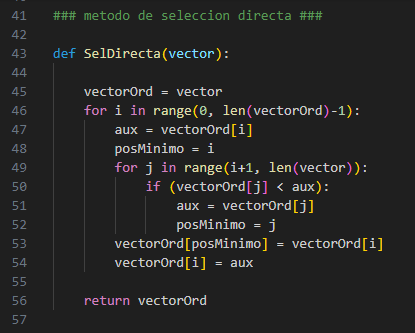 41 ### metodo de seleccion directa ###
42
43 def SelDirecta(vector):
44
45     vectorOrd = vector
46     for i in range(0, len(vectorOrd)-1):
47         aux = vectorOrd[i]
48         posMinimo = i
49         for j in range(i+1, len(vector)):
50             if (vectorOrd[j] < aux):
51                 aux = vectorOrd[j]
52                 posMinimo = j
53         vectorOrd[posMinimo] = vectorOrd[i]
54         vectorOrd[i] = aux
55
56     return vectorOrd
57